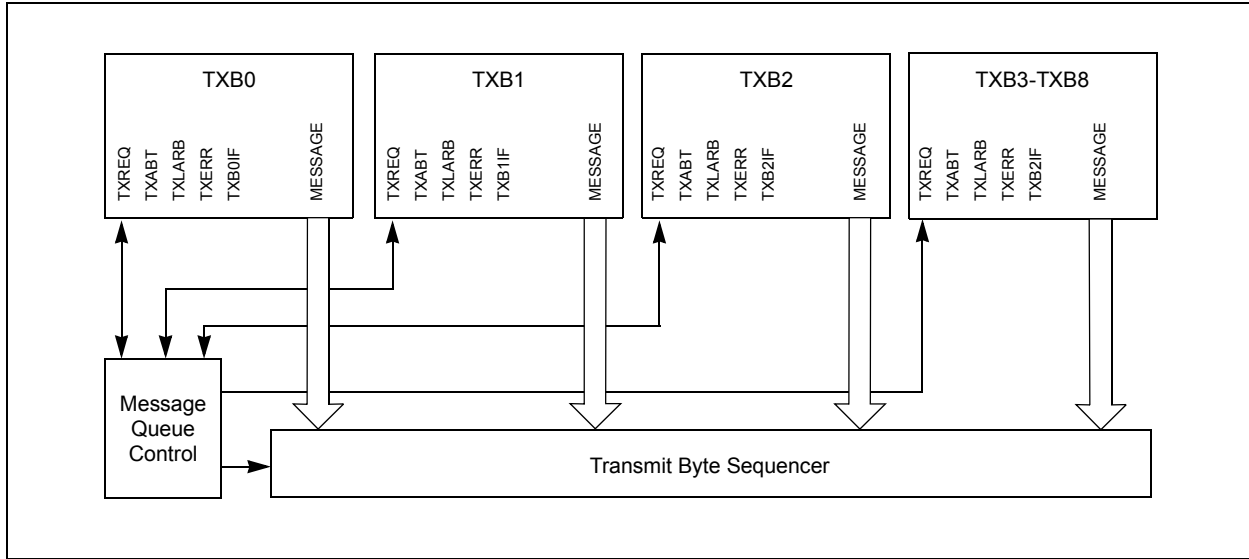 TXB0
TXREQ
TXABT
TXLARB
TXERR
TXB0IF
MESSAGE
TXB1
TXREQ
TXABT
TXLARB
TXERR
TXB1IF
MESSAGE
TXB2
TXREQ
TXABT
TXLARB
TXERR
TXB2IF
MESSAGE
TXB3-TXB8
TXREQ
TXABT
TXLARB
TXERR
TXB2IF
MESSAGE
Message
Queue
Control
Transmit Byte Sequencer